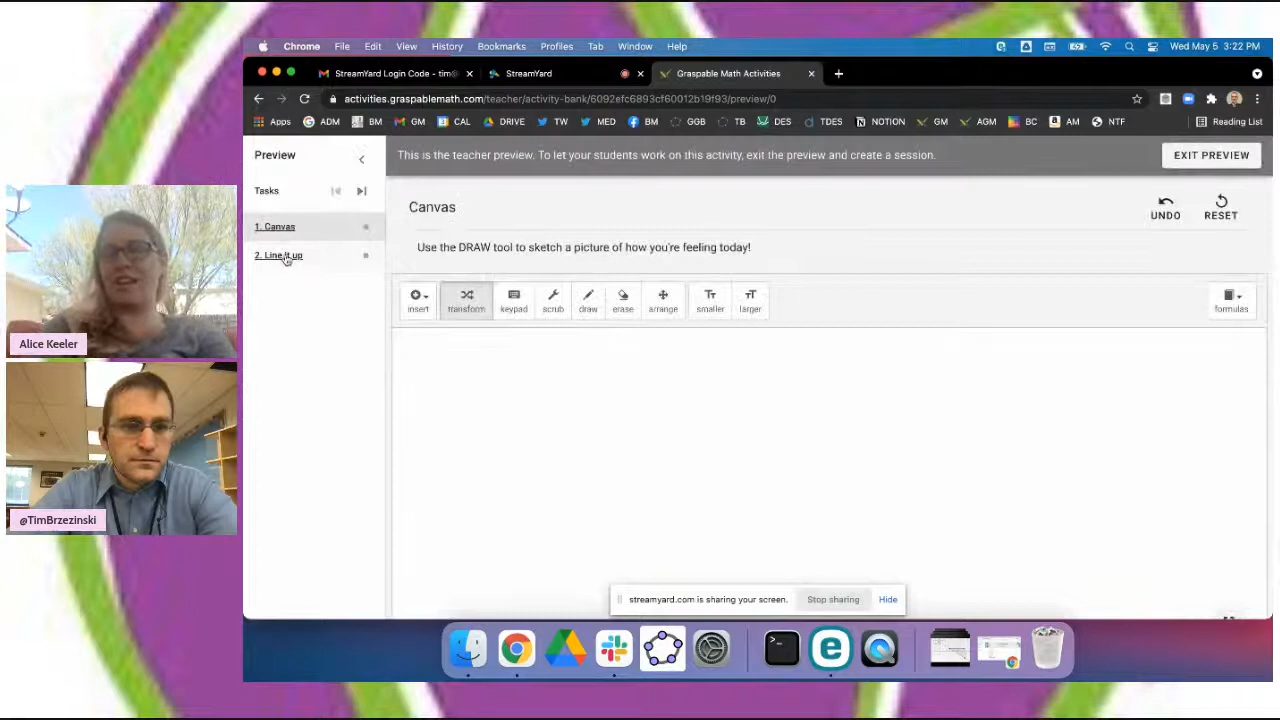 Chrome File Edit View History Bookmarks Profiles Tab Window Help
Wed May 5 3:22 PM
StreamYard Login Code - tim@
StreamYard
Graspable Math Activities
activities.graspablemath.com/teacher/activity-bank/6092efc6893cf60012b19f93/preview/0
Apps ADM BM GM CAL DRIVE TW MED BM GGB TB DES TDES NOTION GM AGM BC AM NTF Reading List
Preview
This is the teacher preview. To let your students work on this activity, exit the preview and create a session.
EXIT PREVIEW
Tasks
1. Canvas
2. Line it up
Canvas
UNDO
RESET
Use the DRAW tool to sketch a picture of how you're feeling today!
insert transform keypad scrub draw erase arrange smaller larger formulas
Alice Keeler
@TimBrzezinski
streamyard.com is sharing your screen.
Stop sharing
Hide